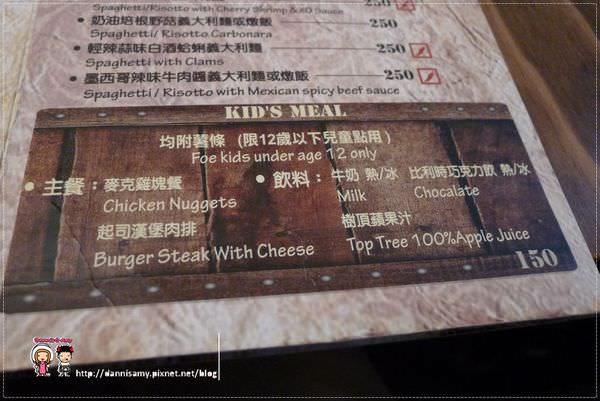 Spaghetti/Risotto with Cherry Shrimp &XO Sauce 250
• 奶油培根野菇義大利麵或燉飯 250
Spaghetti/Risotto Carbonara
• 輕辣蒜味白酒蛤蜊義大利麵 250
Spaghetti with Clams
• 墨西哥辣味牛肉醬義大利麵或燉飯 250
Spaghetti/Risotto with Mexican spicy beef sauce
KID'S MEAL
均附薯條 (限12歲以下兒童點用)
Foe kids under age 12 only
• 主餐：麥克雞塊餐
Chicken Nuggets
起司漢堡肉排
Burger Steak With Cheese
• 飲料：牛奶 熱/冰 比利時巧克力飲 熱/冰
Milk Chocalate
樹頂蘋果汁
Top Tree 100%Apple Juice
150
http://dannisamy.pixnet.net/blog